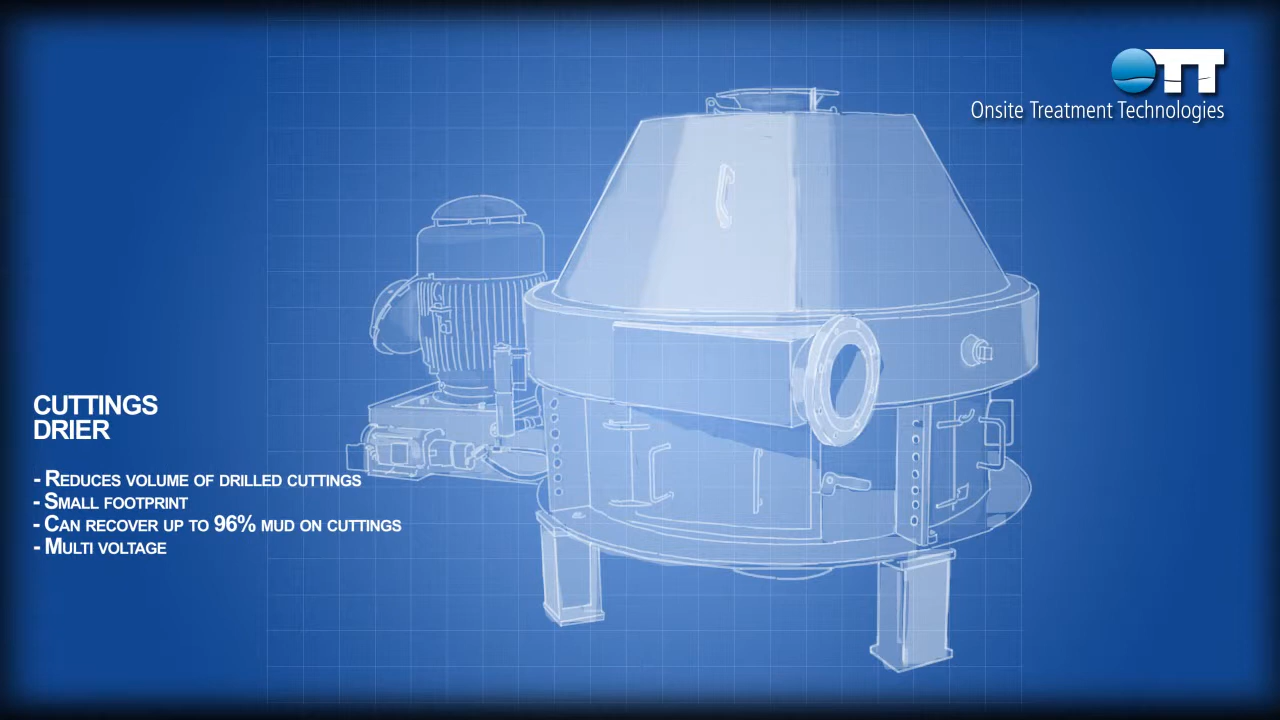 OTT
Onsite Treatment Technologies
CUTTINGS
DRIER
- REDUCES VOLUME OF DRILLED CUTTINGS
- SMALL FOOTPRINT
- CAN RECOVER UP TO 96% MUD ON CUTTINGS
- MULTI VOLTAGE